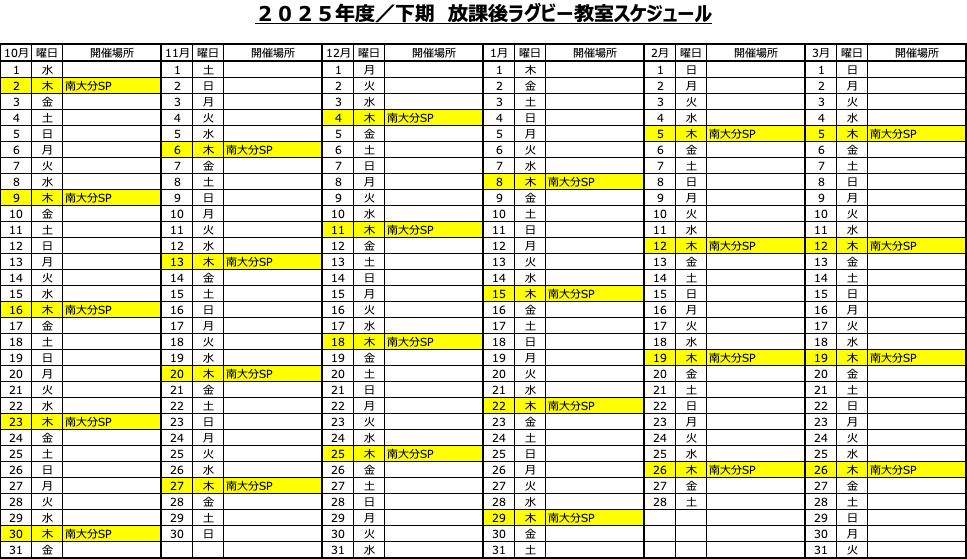 ２０２５年度／下期 放課後ラグビー教室スケジュール
10月 曜日 開催場所 11月 曜日 開催場所 12月 曜日 開催場所 1月 曜日 開催場所 2月 曜日 開催場所 3月 曜日 開催場所
1 水 1 土 1 月 1 木 1 日 1 日
2 木 南大分SP 2 日 2 火 2 金 2 月 2 月
3 金 3 月 3 水 3 土 3 火 3 火
4 土 4 火 4 木 南大分SP 4 日 4 水 4 水
5 日 5 水 5 金 5 月 5 木 南大分SP 5 木 南大分SP
6 月 6 木 南大分SP 6 土 6 火 6 金 6 金
7 火 7 金 7 日 7 水 7 土 7 土
8 水 8 土 8 月 8 木 南大分SP 8 日 8 日
9 木 南大分SP 9 日 9 火 9 金 9 月 9 月
10 金 10 月 10 水 10 土 10 火 10 火
11 土 11 火 11 木 南大分SP 11 日 11 水 11 水
12 日 12 水 12 金 12 月 12 木 南大分SP 12 木 南大分SP
13 月 13 木 南大分SP 13 土 13 火 13 金 13 金
14 火 14 金 14 日 14 水 14 土 14 土
15 水 15 土 15 月 15 木 南大分SP 15 日 15 日
16 木 南大分SP 16 日 16 火 16 金 16 月 16 月
17 金 17 月 17 水 17 土 17 火 17 火
18 土 18 火 18 木 南大分SP 18 日 18 水 18 水
19 日 19 水 19 金 19 月 19 木 南大分SP 19 木 南大分SP
20 月 20 木 南大分SP 20 土 20 火 20 金 20 金
21 火 21 金 21 日 21 水 21 土 21 土
22 水 22 土 22 月 22 木 南大分SP 22 日 22 日
23 木 南大分SP 23 日 23 火 23 金 23 月 23 月
24 金 24 月 24 水 24 土 24 火 24 火
25 土 25 火 25 木 南大分SP 25 日 25 水 25 水
26 日 26 水 26 金 26 月 26 木 南大分SP 26 木 南大分SP
27 月 27 木 南大分SP 27 土 27 火 27 金 27 金
28 火 28 金 28 日 28 水 28 土 28 土
29 水 29 土 29 月 29 木 南大分SP 29 日
30 木 南大分SP 30 日 30 火 30 金 30 月
31 金 31 水 31 土 31 火